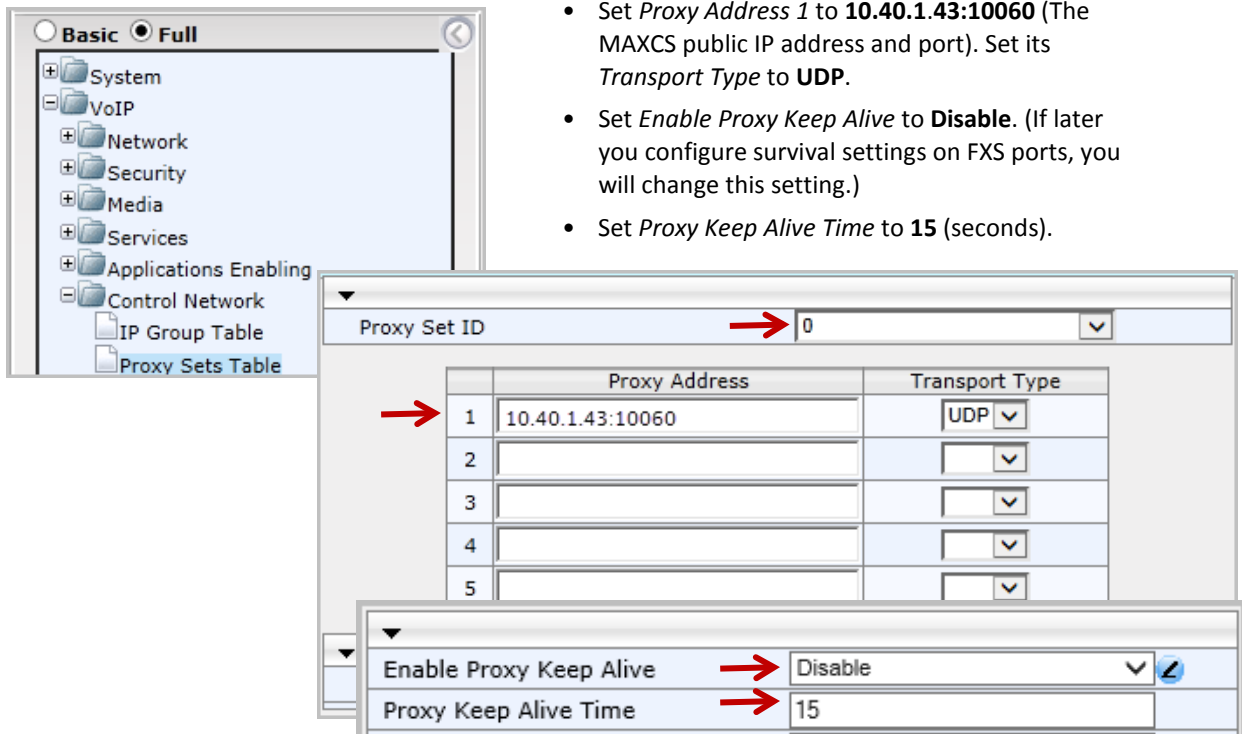 • Set Proxy Address 1 to 10.40.1.43:10060 (The
MAXCS public IP address and port). Set its
Transport Type to UDP.
• Set Enable Proxy Keep Alive to Disable. (If later
you configure survival settings on FXS ports, you
will change this setting.)
• Set Proxy Keep Alive Time to 15 (seconds).
Basic Full
System
VoIP
Network
Security
Media
Services
Applications Enabling
Control Network
IP Group Table
Proxy Sets Table
Proxy Set ID 0
Proxy Address Transport Type
1 10.40.1.43:10060 UDP
2
3
4
5
Enable Proxy Keep Alive Disable
Proxy Keep Alive Time 15